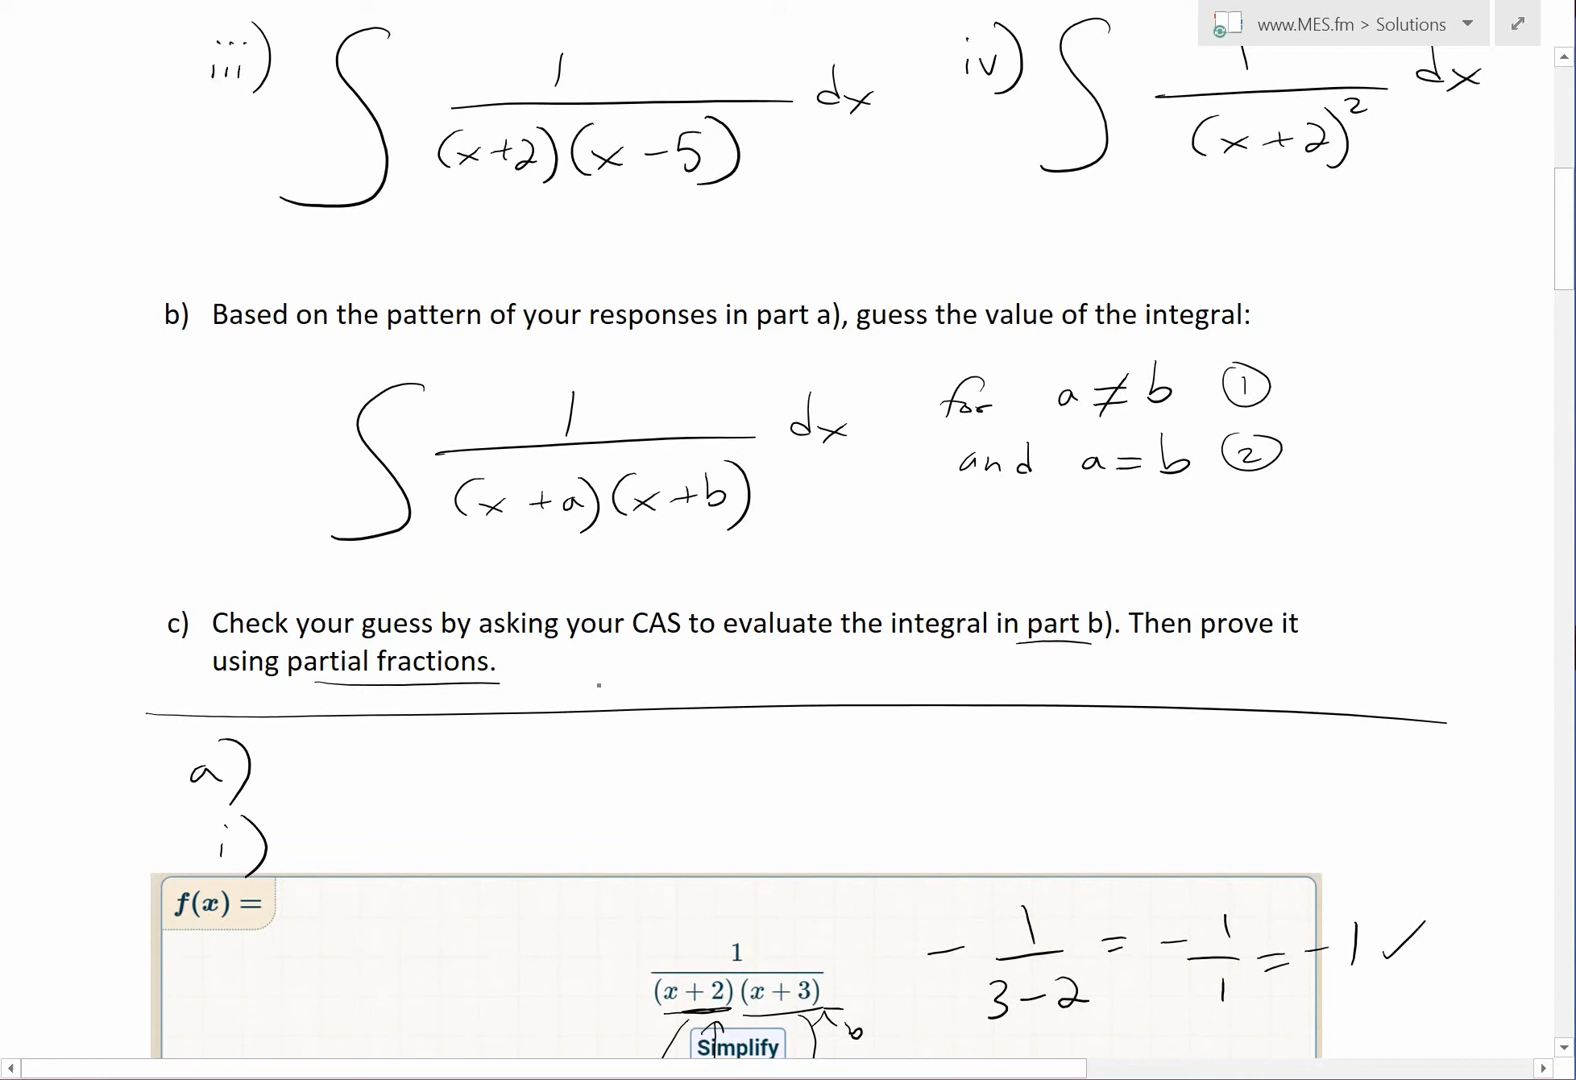 www.MES.fm > Solutions
iii) ∫ 1 / (x+2)(x-5) dx
iv) ∫ 1 / (x+2)² dx
b) Based on the pattern of your responses in part a), guess the value of the integral:
∫ 1 / (x+a)(x+b) dx
for a ≠ b ①
and a = b ②
c) Check your guess by asking your CAS to evaluate the integral in part b). Then prove it
using partial fractions.
a)
i)
f(x) =
1 / (x + 2) (x + 3)
b
- 1 / 3-2 = - 1 / 1 = -1 ✓
Simplify